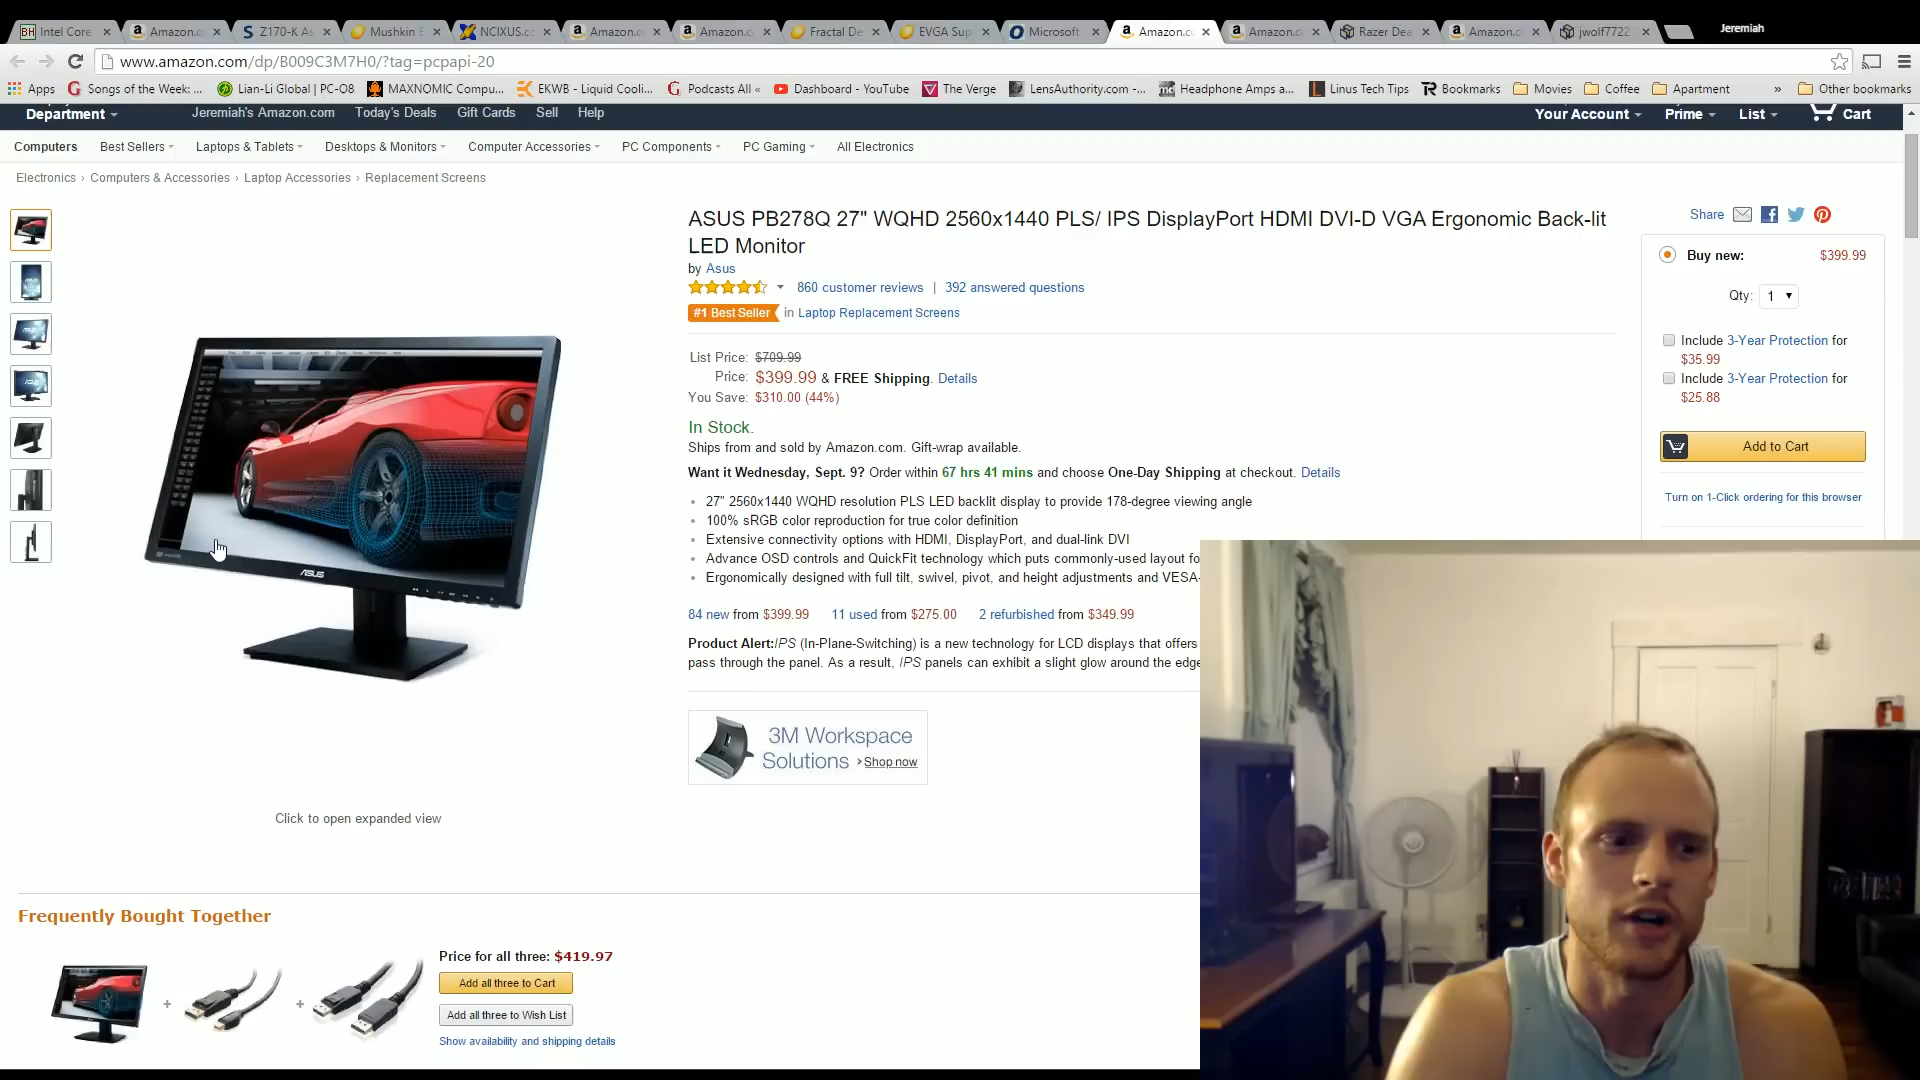 Intel Core
Amazon.c
Z170-K As
Mushkin E
NCIXUS.c
Amazon.c
Amazon.c
Fractal De
EVGA Sup
Microsoft
Amazon.c
Amazon.c
Razer Dea
Amazon.c
jwolf7722
Jeremiah
www.amazon.com/dp/B009C3M7H0/?tag=pcpapi-20
Apps
Songs of the Week: ...
Lian-Li Global | PC-O8
MAXNOMIC Compu...
EKWB - Liquid Cooli...
Podcasts All «
Dashboard - YouTube
The Verge
LensAuthority.com -...
Headphone Amps a...
Linus Tech Tips
Bookmarks
Movies
Coffee
Apartment
»
Other bookmarks
Department
Jeremiah's Amazon.com
Today's Deals
Gift Cards
Sell
Help
Your Account
Prime
List
Cart
Computers
Best Sellers
Laptops & Tablets
Desktops & Monitors
Computer Accessories
PC Components
PC Gaming
All Electronics
Electronics › Computers & Accessories › Laptop Accessories › Replacement Screens
ASUS PB278Q 27" WQHD 2560x1440 PLS/ IPS DisplayPort HDMI DVI-D VGA Ergonomic Back-lit
LED Monitor
by Asus
860 customer reviews | 392 answered questions
#1 Best Seller in Laptop Replacement Screens
List Price: $709.99
Price: $399.99 & FREE Shipping. Details
You Save: $310.00 (44%)
In Stock.
Ships from and sold by Amazon.com. Gift-wrap available.
Want it Wednesday, Sept. 9? Order within 67 hrs 41 mins and choose One-Day Shipping at checkout. Details
27" 2560x1440 WQHD resolution PLS LED backlit display to provide 178-degree viewing angle
100% sRGB color reproduction for true color definition
Extensive connectivity options with HDMI, DisplayPort, and dual-link DVI
Advance OSD controls and QuickFit technology which puts commonly-used layout fo
Ergonomically designed with full tilt, swivel, pivot, and height adjustments and VESA-
84 new from $399.99
11 used from $275.00
2 refurbished from $349.99
Product Alert:IPS (In-Plane-Switching) is a new technology for LCD displays that offers
pass through the panel. As a result, IPS panels can exhibit a slight glow around the edge
3M Workspace
Solutions
›Shop now
Share
Buy new: $399.99
Qty: 1
Include 3-Year Protection for
$35.99
Include 3-Year Protection for
$25.88
Add to Cart
Turn on 1-Click ordering for this browser
ASUS
Click to open expanded view
Frequently Bought Together
Price for all three: $419.97
Add all three to Cart
Add all three to Wish List
Show availability and shipping details
+
+